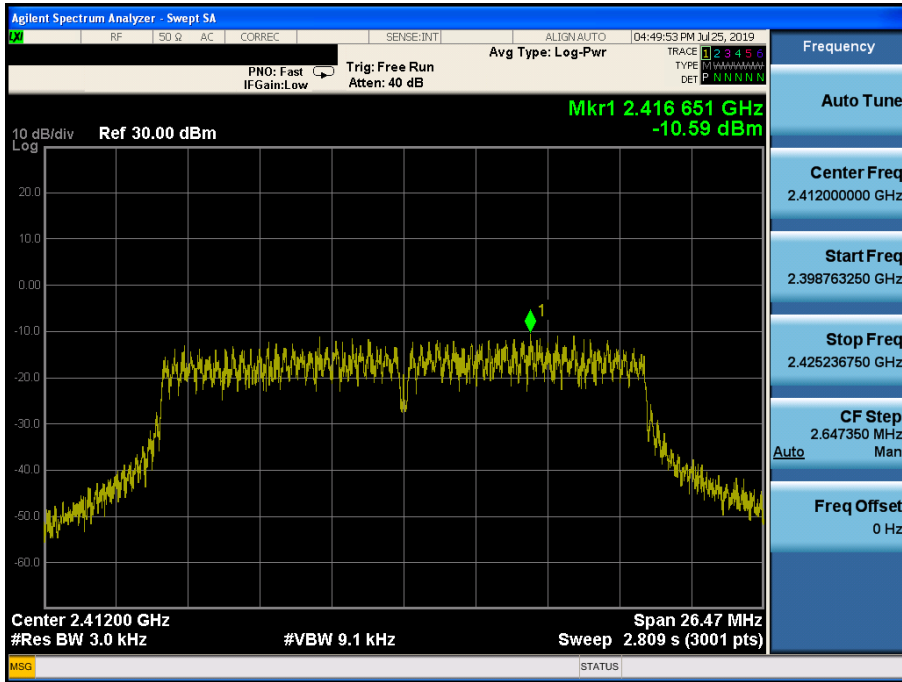 Agilent Spectrum Analyzer - Swept SA
LXI RF 50 Ω AC CORREC SENSE:INT ALIGN AUTO 04:49:53 PM Jul 25, 2019
Frequency
PNO: Fast
IFGain:Low
Trig: Free Run
Atten: 40 dB
Avg Type: Log-Pwr
TRACE 1 2 3 4 5 6
TYPE M WWWWW
DET P N N N N N
Mkr1 2.416 651 GHz
-10.59 dBm
10 dB/div
Log
Ref 30.00 dBm
20.0
10.0
0.00
-10.0
-20.0
-30.0
-40.0
-50.0
-60.0
1
Center 2.41200 GHz
Span 26.47 MHz
#Res BW 3.0 kHz
#VBW 9.1 kHz
Sweep 2.809 s (3001 pts)
MSG
STATUS
Auto Tune
Center Freq
2.412000000 GHz
Start Freq
2.398763250 GHz
Stop Freq
2.425236750 GHz
CF Step
2.647350 MHz
Auto Man
Freq Offset
0 Hz